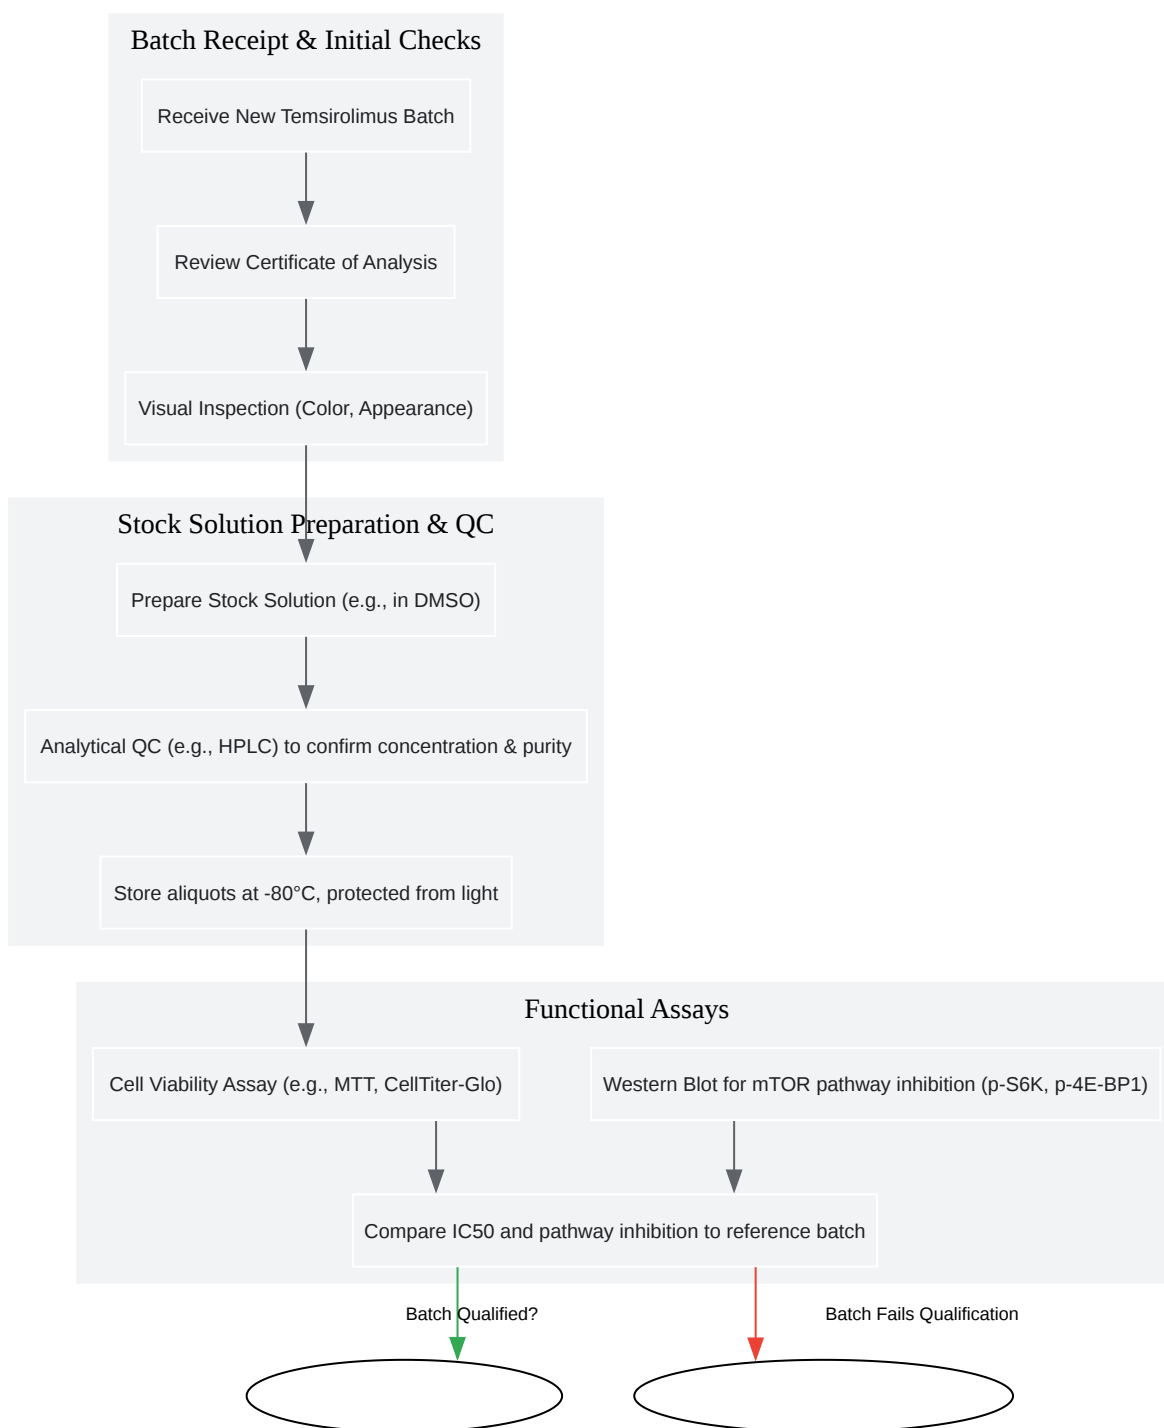 Batch Receipt & Initial Checks
Receive New Temsirolimus Batch
Review Certificate of Analysis
Visual Inspection (Color, Appearance)
Stock Solution Preparation & QC
Prepare Stock Solution (e.g., in DMSO)
Analytical QC (e.g., HPLC) to confirm concentration & purity
Store aliquots at -80°C, protected from light
Functional Assays
Cell Viability Assay (e.g., MTT, CellTiter-Glo)
Western Blot for mTOR pathway inhibition (p-S6K, p-4E-BP1)
Compare IC50 and pathway inhibition to reference batch
Batch Qualified?
Batch Fails Qualification